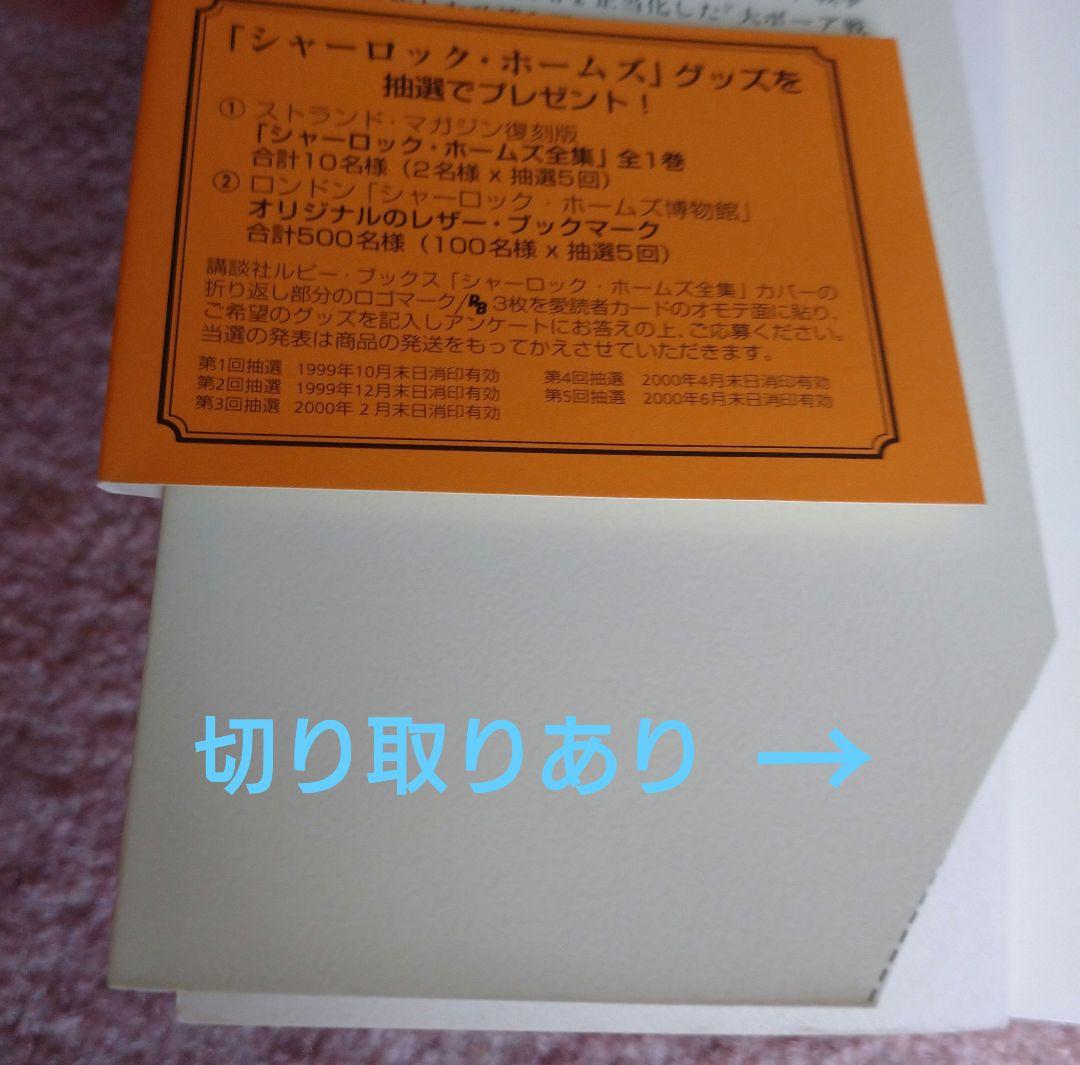 を正当化した『大ボーア戦
「シャーロック・ホームズ」グッズを
抽選でプレゼント！
① ストランド・マガジン復刻版
「シャーロック・ホームズ全集」全1巻
合計10名様（2名様 x 抽選5回）
② ロンドン「シャーロック・ホームズ博物館」
オリジナルのレザー・ブックマーク
合計500名様（100名様 x 抽選5回）
講談社ルビー・ブックス「シャーロック・ホームズ全集」カバーの
折り返し部分のロゴマーク/RB 3枚を愛読者カードのオモテ面に貼り、
ご希望のグッズを記入しアンケートにお答えの上、ご応募ください。
当選の発表は商品の発送をもってかえさせていただきます。
第1回抽選 1999年10月末日消印有効 第4回抽選 2000年4月末日消印有効
第2回抽選 1999年12月末日消印有効 第5回抽選 2000年6月末日消印有効
第3回抽選 2000年 2月末日消印有効
切り取りあり →